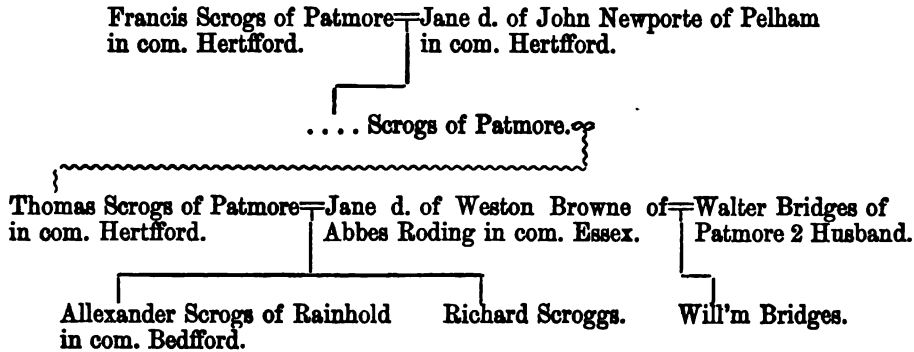 Francis Scrogs of Patmore=Jane d. of John Newporte of Pelham
in com. Hertfford. in com. Hertfford.
. . . . Scrogs of Patmore.
Thomas Scrogs of Patmore=Jane d. of Weston Browne of=Walter Bridges of
in com. Hertfford. Abbes Roding in com. Essex. Patmore 2 Husband.
Allexander Scrogs of Rainhold Richard Scroggs. Will'm Bridges.
in com. Bedfford.